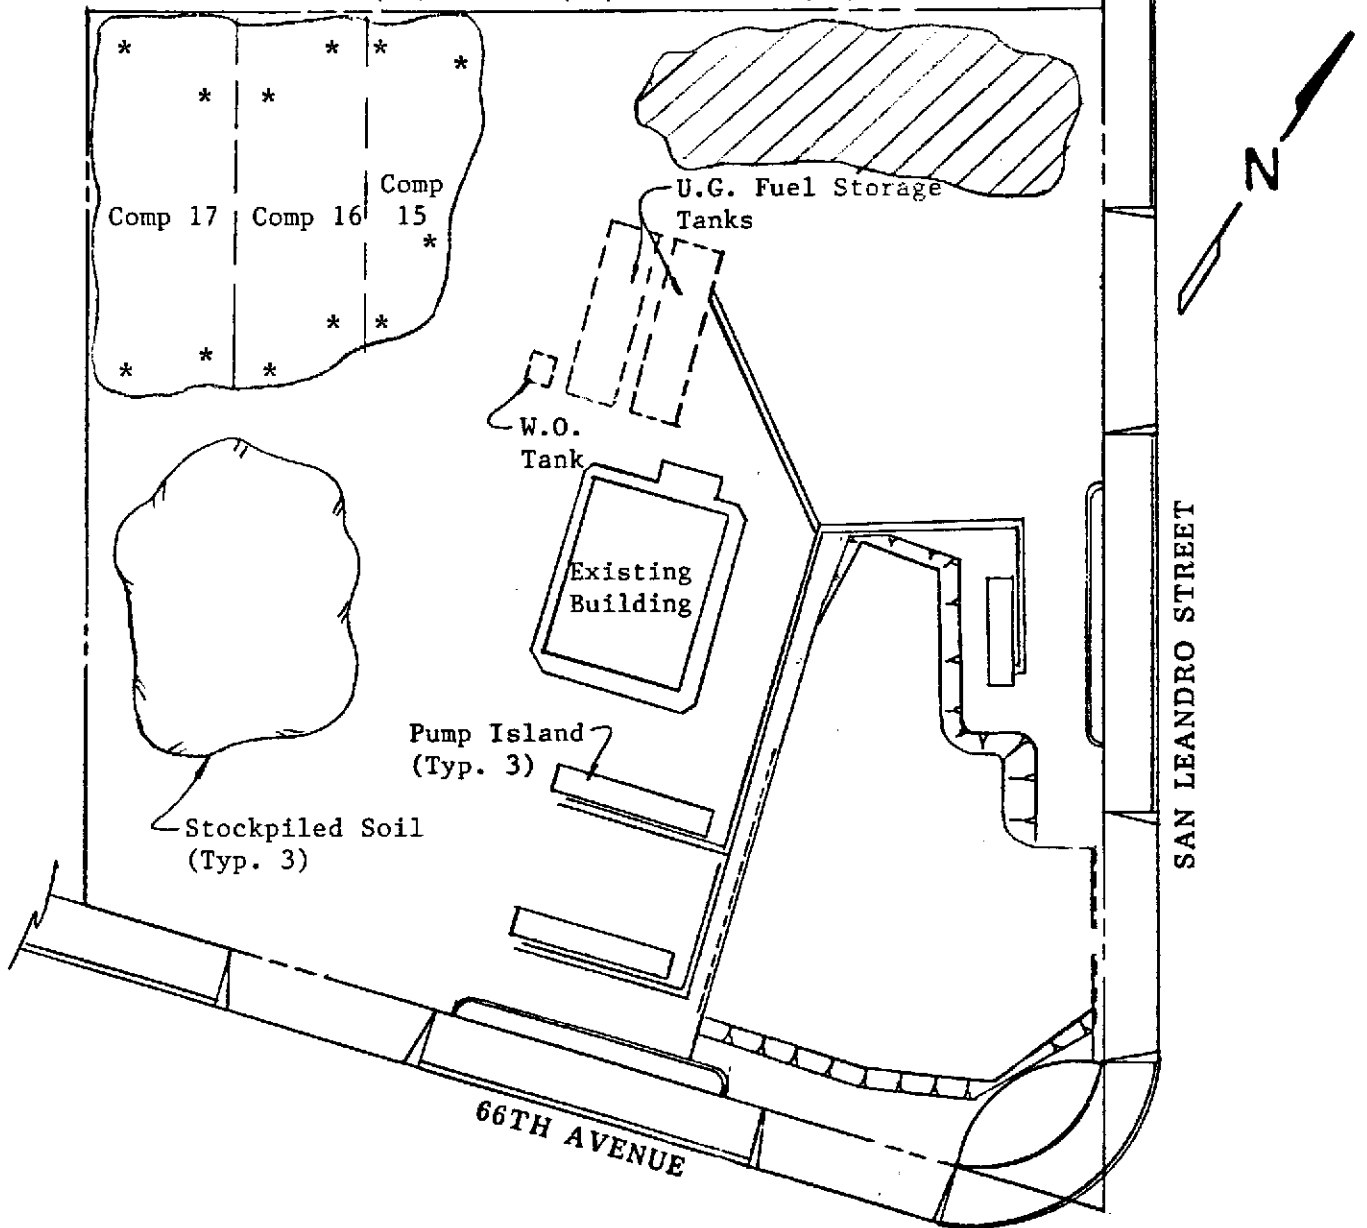 * * * *
* *
N
Comp
15
U.G. Fuel Storage
Tanks
Comp 17
Comp 16
*
* *
* * *
W.O.
Tank
Existing
Building
SAN LEANDRO STREET
Pump Island
(Typ. 3)
Stockpiled Soil
(Typ. 3)
66TH AVENUE